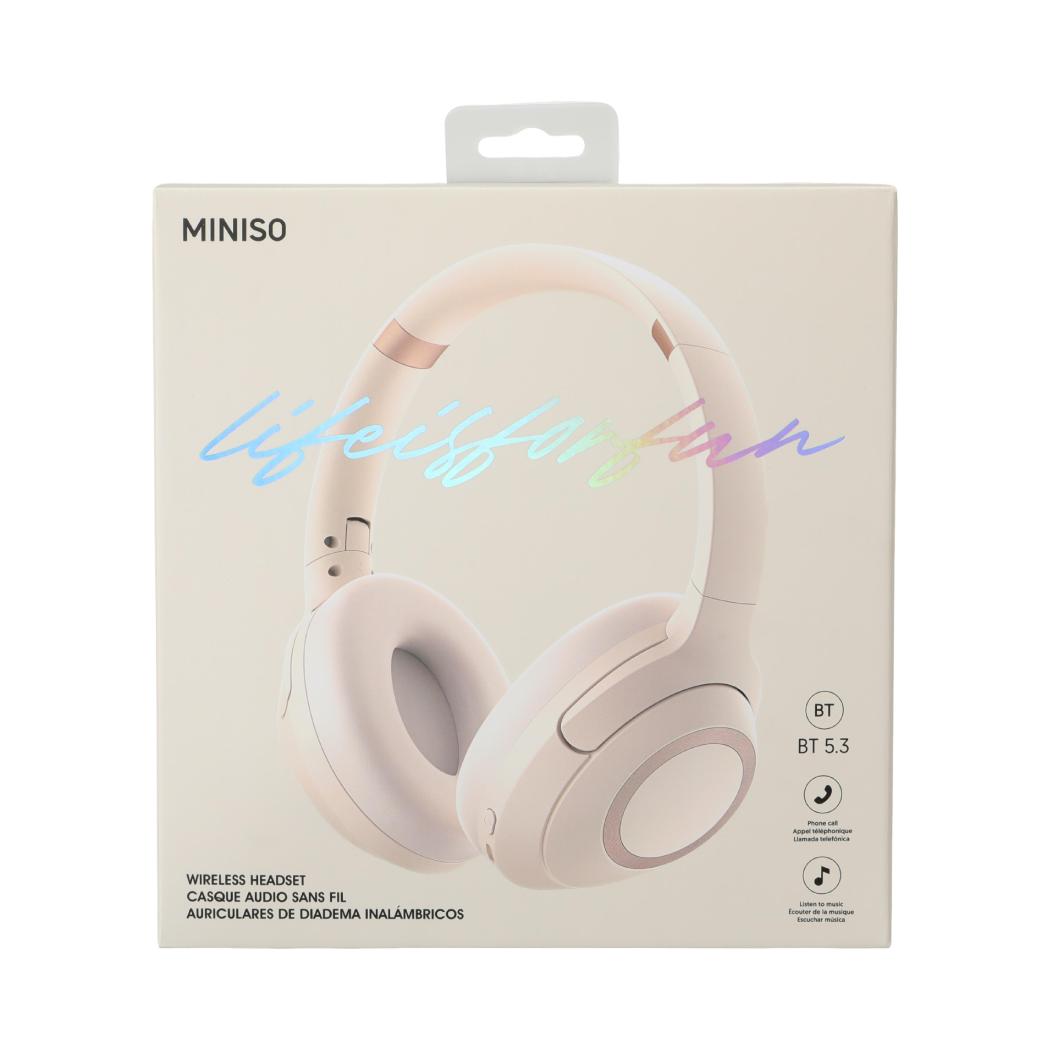 MINISO
lifeisforfun
BT
BT 5.3
Phone call
Appel téléphonique
Llamada telefónica
Listen to music
Écouter de la musique
Escuchar música
WIRELESS HEADSET
CASQUE AUDIO SANS FIL
AURICULARES DE DIADEMA INALÁMBRICOS